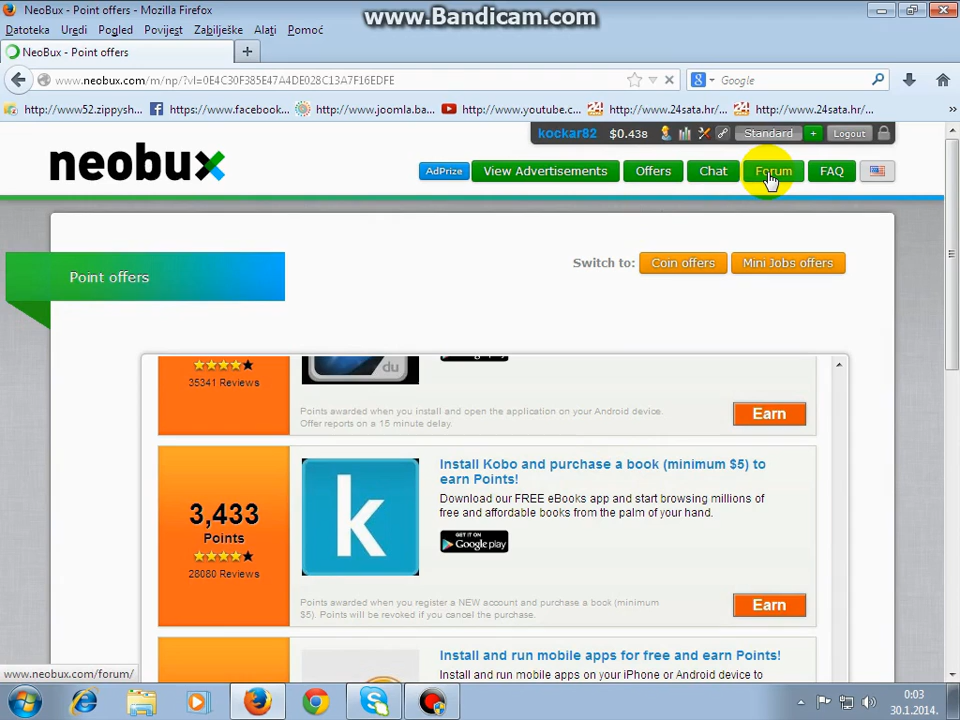 NeoBux - Point offers - Mozilla Firefox
www.Bandicam.com
Datoteka Uredi Pogled Povijest Zabilješke Alati Pomoć
NeoBux - Point offers
www.neobux.com/m/np/?vl=0E4C30F385E47A4DE028C13A7F16EDFE
Google
http://www52.zippysh... https://www.facebook... http://www.joomla.ba... http://www.youtube.c... http://www.24sata.hr/... http://www.24sata.hr/...
kockar82 $0.438 Standard + Logout
neobux
AdPrize View Advertisements Offers Chat Forum FAQ
Point offers
Switch to: Coin offers Mini Jobs offers
35341 Reviews
du
Points awarded when you install and open the application on your Android device.
Offer reports on a 15 minute delay.
Earn
3,433
Points
28080 Reviews
k
Install Kobo and purchase a book (minimum $5) to
earn Points!
Download our FREE eBooks app and start browsing millions of
free and affordable books from the palm of your hand.
GET IT ON
Google play
Points awarded when you register a NEW account and purchase a book (minimum
$5). Points will be revoked if you cancel the purchase.
Earn
Install and run mobile apps for free and earn Points!
Install and run mobile apps on your iPhone or Android device to
www.neobux.com/forum/
0:03
30.1.2014.